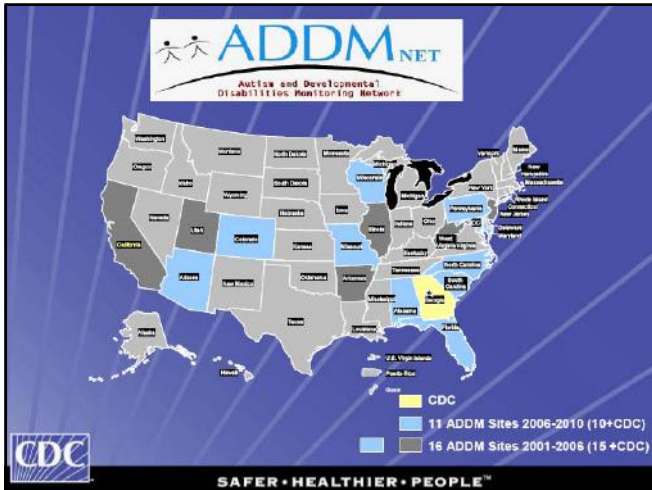 ADDM NET
Autism and Developmental
Disabilities Monitoring Network
Washington
Montana
North Dakota
Minnesota
Maine
Vermont
New
Hampshire
Massachusetts
Oregon
Idaho
Wyoming
South Dakota
Wisconsin
Michigan
Michigan
New York
Rhode Island
Connecticut
New Jersey
Nevada
Utah
Colorado
Nebraska
Iowa
Illinois
Indiana
Ohio
Pennsylvania
Delaware
Maryland
DC
California
Kansas
Missouri
Kentucky
West
Virginia
Virginia
Arizona
New Mexico
Oklahoma
Arkansas
Tennessee
North Carolina
South
Carolina
Texas
Louisiana
Mississippi
Alabama
Georgia
Florida
Alaska
Hawaii
U.S. Virgin Islands
Puerto Rico
Guam
CDC
11 ADDM Sites 2006-2010 (10+CDC)
16 ADDM Sites 2001-2006 (15 +CDC)
CDC
SAFER • HEALTHIER • PEOPLE™